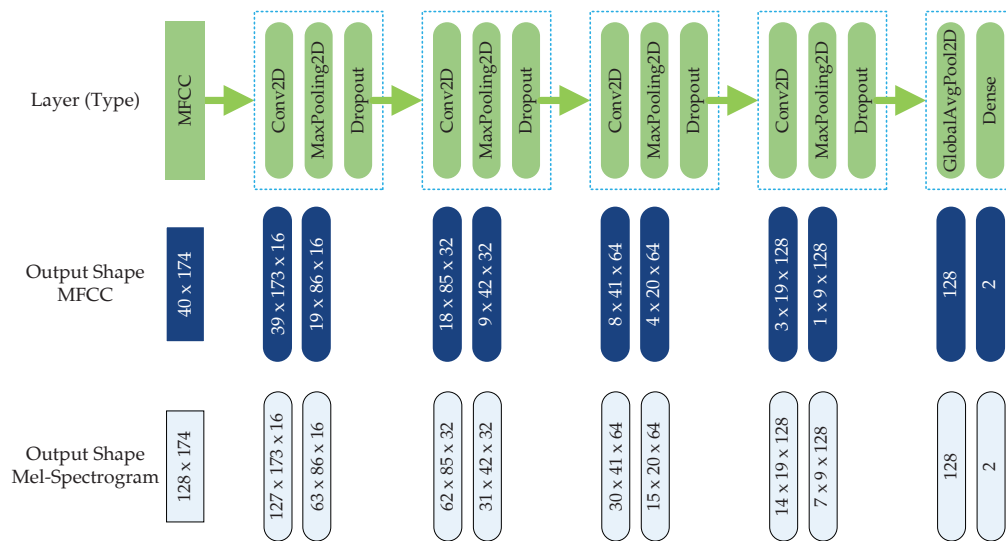 Layer (Type)
MFCC
Conv2D
MaxPooling2D
Dropout
Conv2D
MaxPooling2D
Dropout
Conv2D
MaxPooling2D
Dropout
Conv2D
MaxPooling2D
Dropout
GlobalAvgPool2D
Dense
Output Shape
MFCC
40 x 174
39 x 173 x 16
19 x 86 x 16
18 x 85 x 32
9 x 42 x 32
8 x 41 x 64
4 x 20 x 64
3 x 19 x 128
1 x 9 x 128
128
2
Output Shape
Mel-Spectrogram
128 x 174
127 x 173 x 16
63 x 86 x 16
62 x 85 x 32
31 x 42 x 32
30 x 41 x 64
15 x 20 x 64
14 x 19 x 128
7 x 9 x 128
128
2